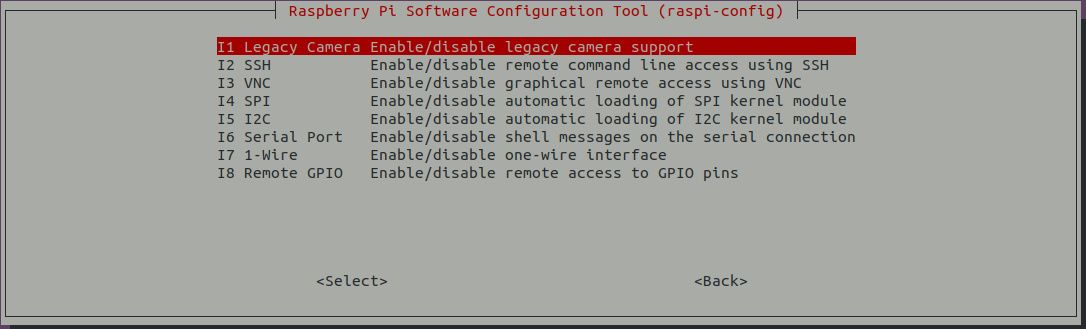 Raspberry Pi Software Configuration Tool (raspi-config)
I1 Legacy Camera Enable/disable legacy camera support
I2 SSH Enable/disable remote command line access using SSH
I3 VNC Enable/disable graphical remote access using VNC
I4 SPI Enable/disable automatic loading of SPI kernel module
I5 I2C Enable/disable automatic loading of I2C kernel module
I6 Serial Port Enable/disable shell messages on the serial connection
I7 1-Wire Enable/disable one-wire interface
I8 Remote GPIO Enable/disable remote access to GPIO pins
<Select> <Back>